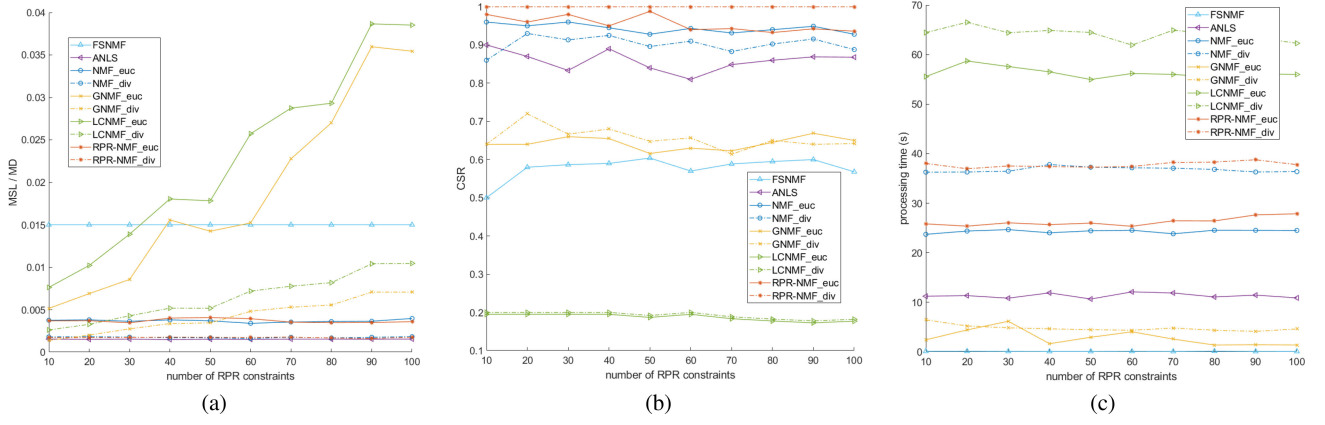 0.04
0.035
0.03
0.025
0.02
0.015
0.01
0.005
0
MSL / MD
10 20 30 40 50 60 70 80 90 100
number of RPR constraints
FSNMF
ANLS
NMF_euc
NMF_div
GNMF_euc
GNMF_div
LCNMF_euc
LCNMF_div
RPR-NMF_euc
RPR-NMF_div
(a)
1
0.9
0.8
0.7
0.6
0.5
0.4
0.3
0.2
0.1
CSR
10 20 30 40 50 60 70 80 90 100
number of RPR constraints
FSNMF
ANLS
NMF_euc
NMF_div
GNMF_euc
GNMF_div
LCNMF_euc
LCNMF_div
RPR-NMF_euc
RPR-NMF_div
(b)
70
60
50
40
30
20
10
0
processing time (s)
10 20 30 40 50 60 70 80 90 100
number of RPR constraints
FSNMF
ANLS
NMF_euc
NMF_div
GNMF_euc
GNMF_div
LCNMF_euc
LCNMF_div
RPR-NMF_euc
RPR-NMF_div
(c)